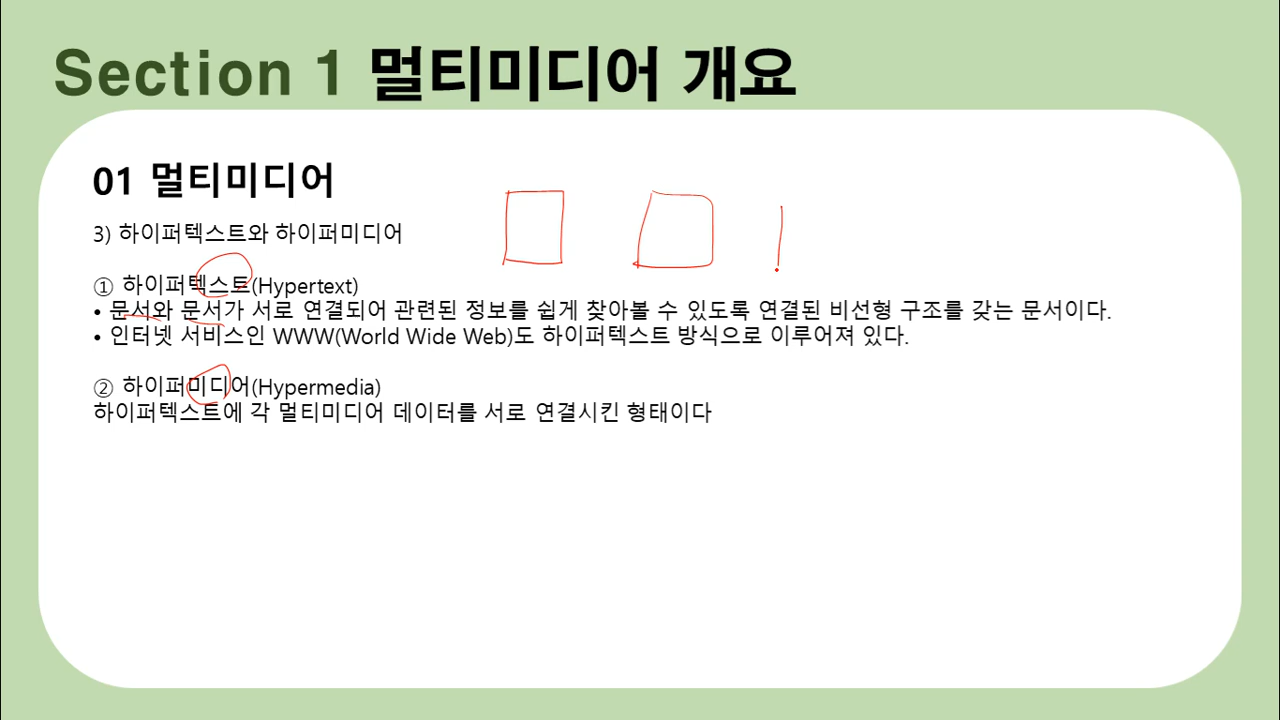 Section 1 멀티미디어 개요
01 멀티미디어
3) 하이퍼텍스트와 하이퍼미디어
① 하이퍼텍스트(Hypertext)
• 문서와 문서가 서로 연결되어 관련된 정보를 쉽게 찾아볼 수 있도록 연결된 비선형 구조를 갖는 문서이다.
• 인터넷 서비스인 WWW(World Wide Web)도 하이퍼텍스트 방식으로 이루어져 있다.
② 하이퍼미디어(Hypermedia)
하이퍼텍스트에 각 멀티미디어 데이터를 서로 연결시킨 형태이다